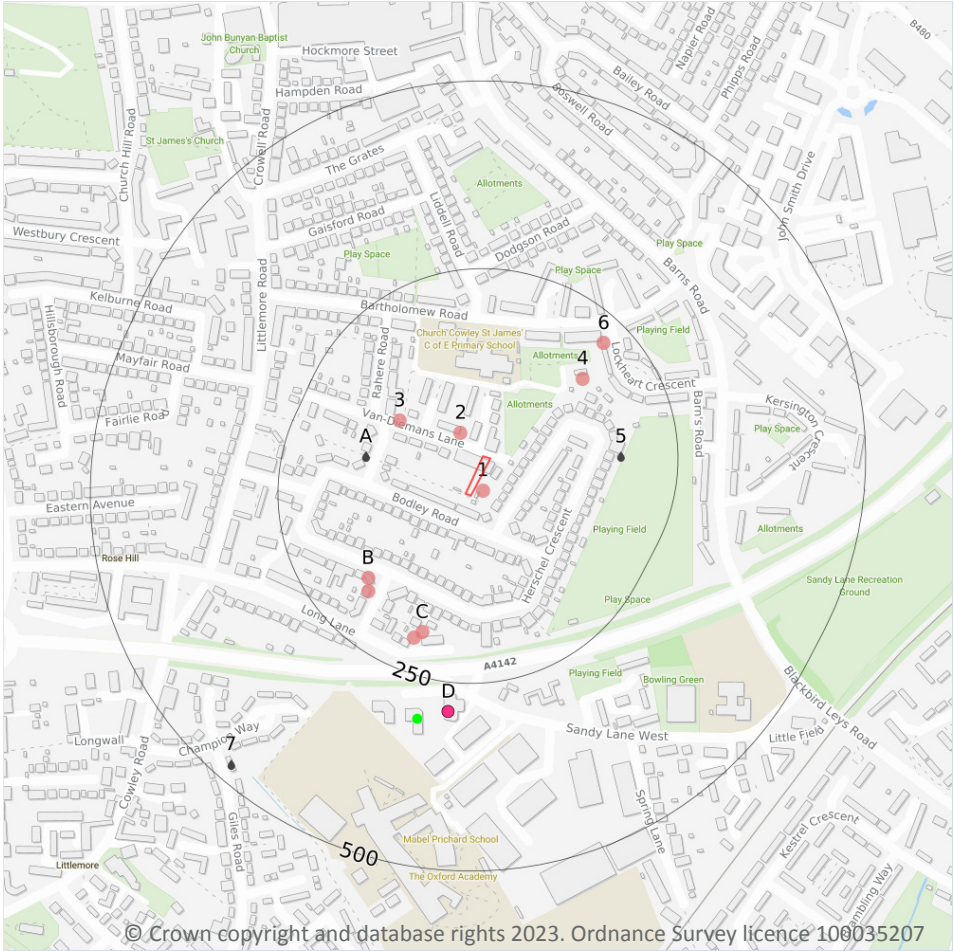 B480
Napier Road
John Bunyan Baptist
Church
Hockmore Street
Phipps Road
Bailey Road
Hampden Road
Boswell Road
Church Hill Road
Crowell Road
St James's Church
The Grates
John Smith Drive
Allotments
Liddell Road
Gaisford Road
Dodgson Road
Westbury Crescent
Play Space
Play Space
Play Space
Barns Road
Kelburne Road
Littlemore Road
Bartholomew Road
Hillsborough Road
Church Cowley St James'
C of E Primary School
6
Playing Field
Rahere Road
Mayfair Road
Allotments
4
Lockheart Crescent
3
Allotments
Barn's Road
Kersington Crescent
Fairlie Road
Van-Diemans Lane
2
A
5
Play Space
1
Bodley Road
Eastern Avenue
Playing Field
Allotments
Herschel Crescent
Rose Hill
B
Sandy Lane Recreation
Ground
Play Space
C
Long Lane
A4142
250
Playing Field
Bowling Green
D
Blackbird Leys Road
Sandy Lane West
Little Field
Longwall
Champion Way
7
Cowley Road
Spring Lane
Kestrel Crescent
Giles Road
Mabel Prichard School
500
Littlemore
The Oxford Academy
© Crown copyright and database rights 2023. Ordnance Survey licence 100035207